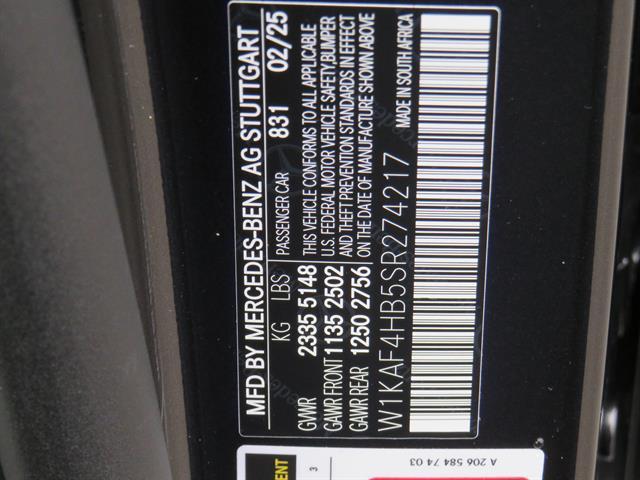 MFD BY MERCEDES-BENZ AG STUTTGART
831 02/25
KG LBS PASSENGER CAR
GVWR 2335 5148
GAWR FRONT 1135 2502
GAWR REAR 1250 2756
THIS VEHICLE CONFORMS TO ALL APPLICABLE
U.S. FEDERAL MOTOR VEHICLE SAFETY, BUMPER
AND THEFT PREVENTION STANDARDS IN EFFECT
ON THE DATE OF MANUFACTURE SHOWN ABOVE
W1KAF4HB5SR274217
MADE IN SOUTH AFRICA
3
A 206 584 74 03